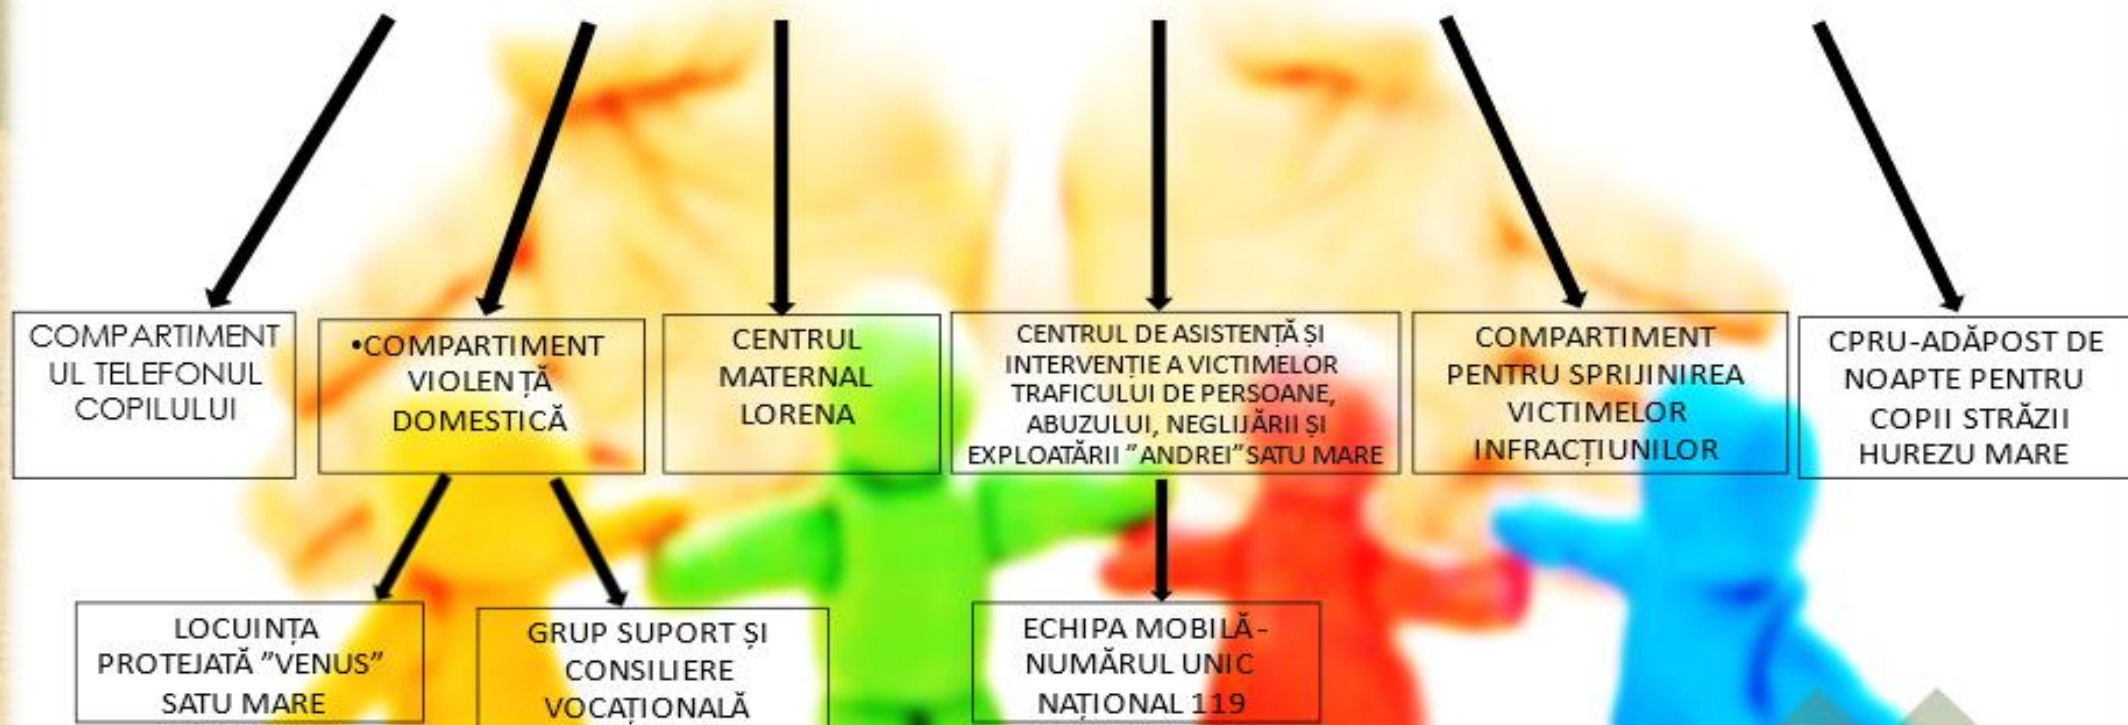 COMPARTIMENT
UL TELEFONUL
COPILULUI
•COMPARTIMENT
VIOLENȚĂ
DOMESTICĂ
CENTRUL
MATERNAL
LORENA
CENTRUL DE ASISTENȚĂ ȘI
INTERVENȚIE A VICTIMELOR
TRAFICULUI DE PERSOANE,
ABUZULUI, NEGLIJĂRII ȘI
EXPLOATĂRII ”ANDREI”SATU MARE
COMPARTIMENT
PENTRU SPRIJINIREA
VICTIMELOR
INFRACȚIUNILOR
CPRU-ADĂPOST DE
NOAPTE PENTRU
COPII STRĂZII
HUREZU MARE
LOCUINȚA
PROTEJATĂ ”VENUS”
SATU MARE
GRUP SUPORT ȘI
CONSILIERE
VOCAȚIONALĂ
ECHIPA MOBILĂ-
NUMĂRUL UNIC
NAȚIONAL 119